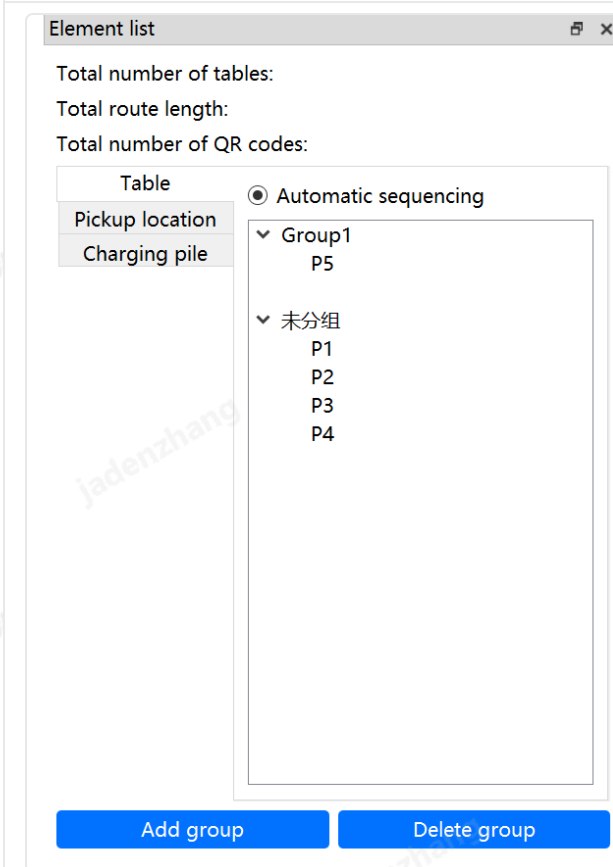 Element list
Total number of tables:
Total route length:
Total number of QR codes:
Table
Pickup location
Charging pile
Automatic sequencing
Group1
P5
未分组
P1
P2
P3
P4
jadenzhang
Add group
Delete group